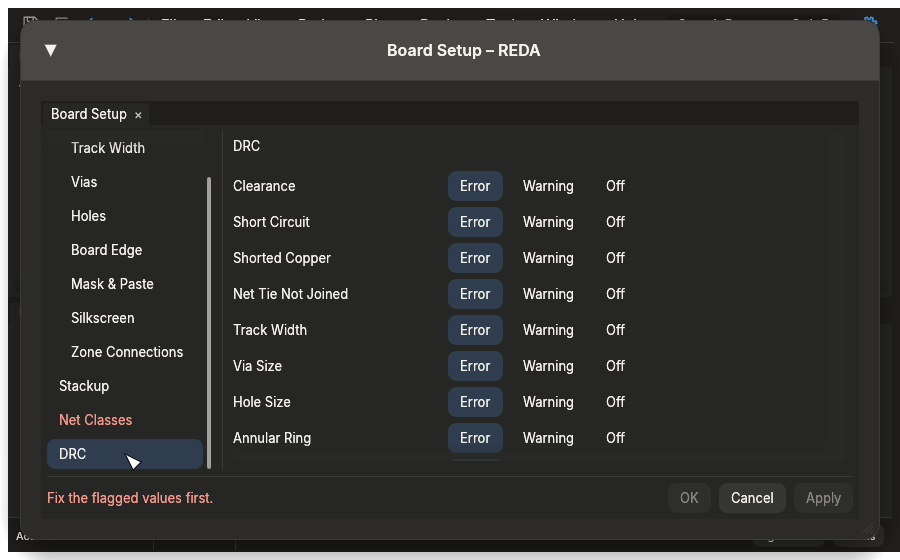 Board Setup – REDA
Board Setup ×
Track Width
Vias
Holes
Board Edge
Mask & Paste
Silkscreen
Zone Connections
Stackup
Net Classes
DRC
DRC
Clearance Error Warning Off
Short Circuit Error Warning Off
Shorted Copper Error Warning Off
Net Tie Not Joined Error Warning Off
Track Width Error Warning Off
Via Size Error Warning Off
Hole Size Error Warning Off
Annular Ring Error Warning Off
Fix the flagged values first.
OK Cancel Apply